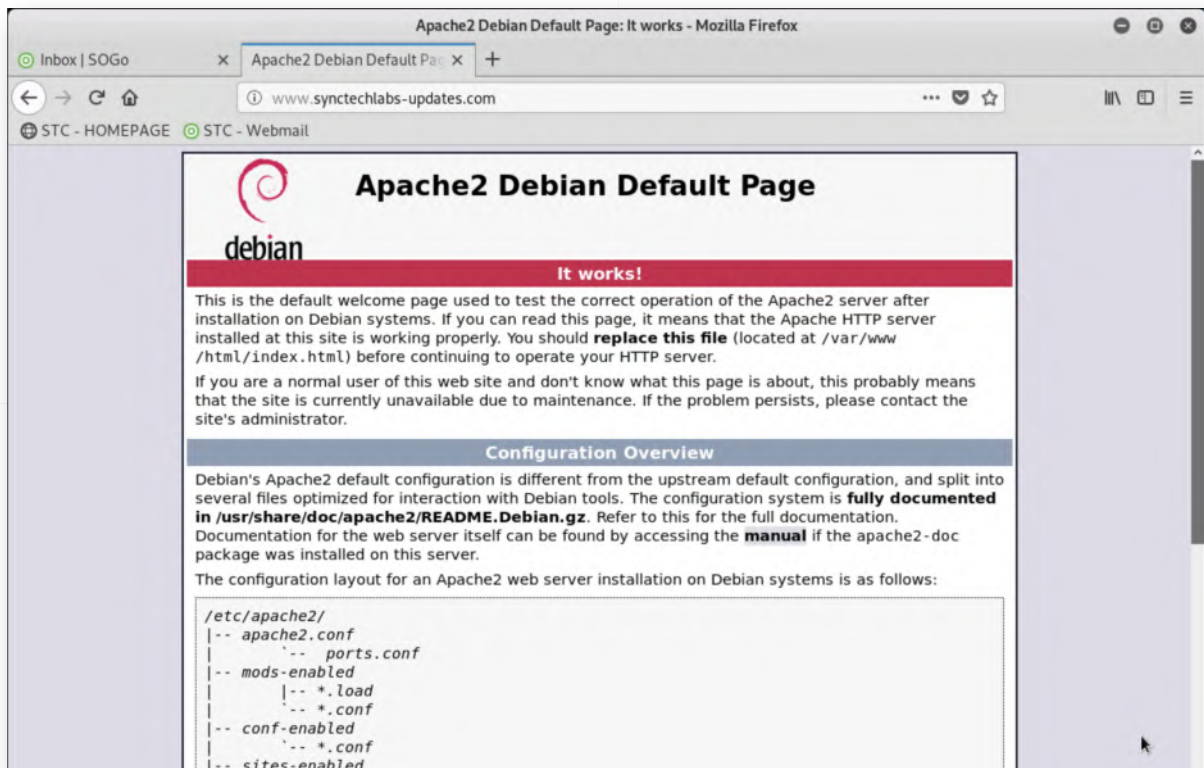 Apache2 Debian Default Page: It works - Mozilla Firefox
Inbox | SOGo
Apache2 Debian Default Pag
www.synctechlabs-updates.com
STC - HOMEPAGE STC - Webmail
debian
Apache2 Debian Default Page
It works!
This is the default welcome page used to test the correct operation of the Apache2 server after
installation on Debian systems. If you can read this page, it means that the Apache HTTP server
installed at this site is working properly. You should replace this file (located at /var/www
/html/index.html) before continuing to operate your HTTP server.
If you are a normal user of this web site and don't know what this page is about, this probably means
that the site is currently unavailable due to maintenance. If the problem persists, please contact the
site's administrator.
Configuration Overview
Debian's Apache2 default configuration is different from the upstream default configuration, and split into
several files optimized for interaction with Debian tools. The configuration system is fully documented
in /usr/share/doc/apache2/README.Debian.gz. Refer to this for the full documentation.
Documentation for the web server itself can be found by accessing the manual if the apache2-doc
package was installed on this server.
The configuration layout for an Apache2 web server installation on Debian systems is as follows:
/etc/apache2/
|-- apache2.conf
|       `--  ports.conf
|-- mods-enabled
|       |-- *.load
|       `-- *.conf
|-- conf-enabled
|       `-- *.conf
|-- sites-enabled